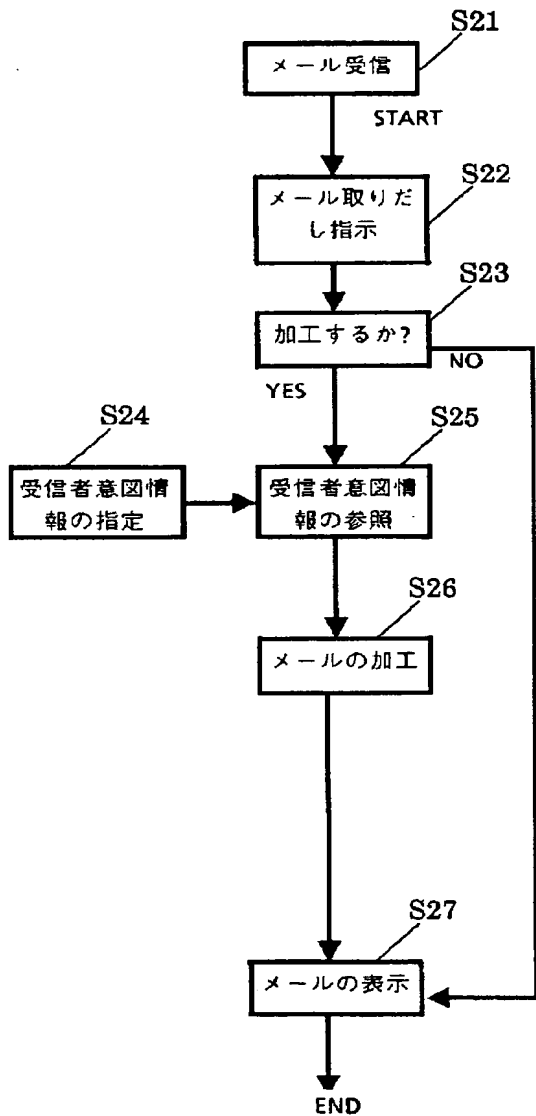 S21
メール受信
START
S22
メール取りだ
し指示
S23
加工するか?
NO
YES
S24
S25
受信者意図情
報の指定
受信者意図情
報の参照
S26
メールの加工
S27
メールの表示
END